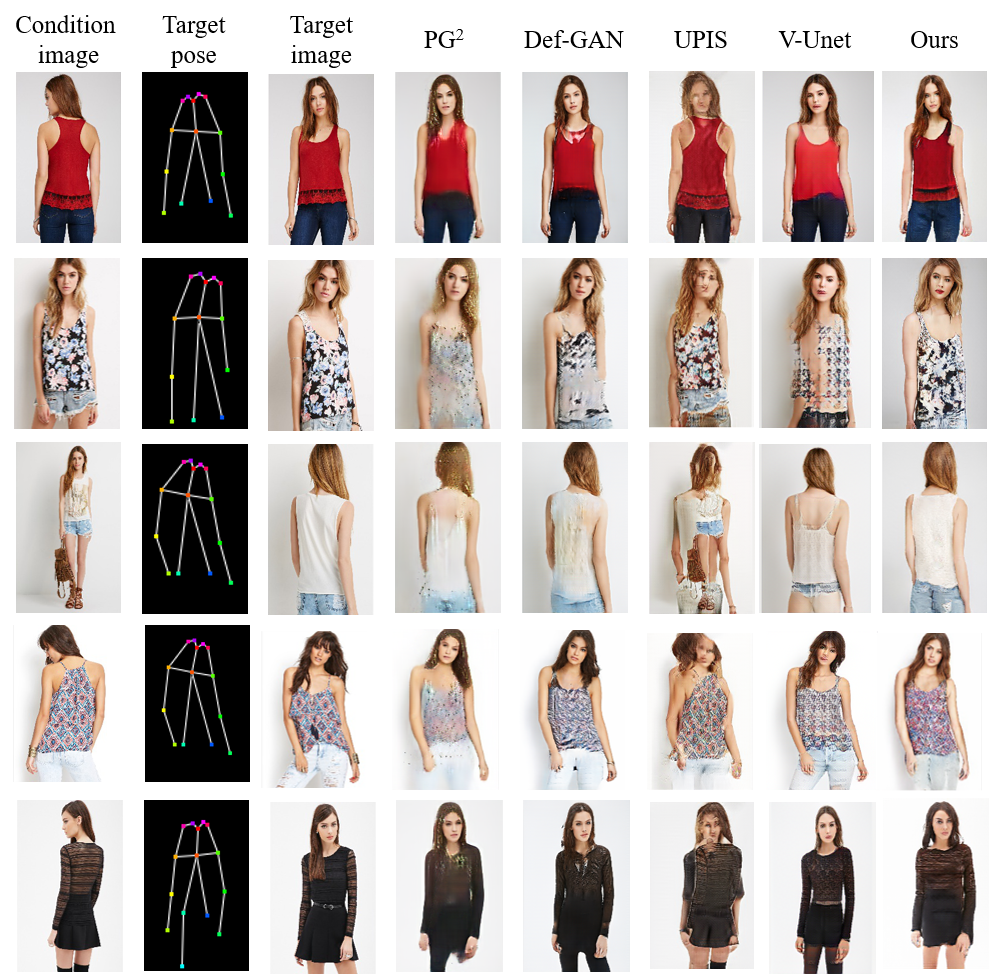 Condition image
Target pose
Target image
PG²
Def-GAN
UPIS
V-Unet
Ours